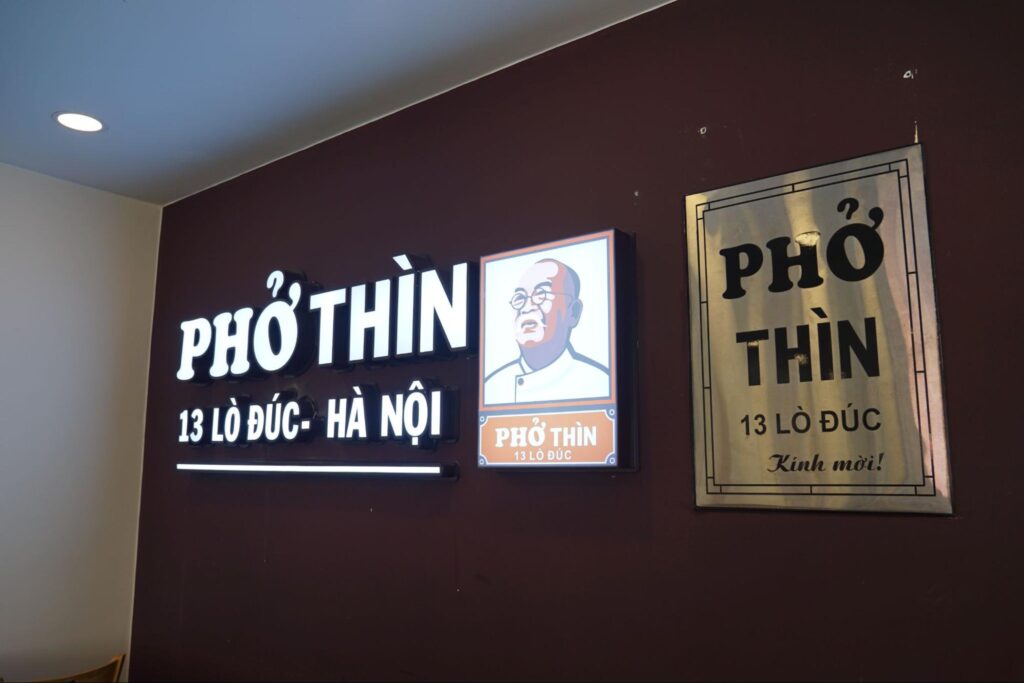 PHỞ THÌN
13 LÒ ĐÚC- HÀ NỘI
PHỞ THÌN
13 LÒ ĐÚC
PHỞ
THÌN
13 LÒ ĐÚC
Kính mời!